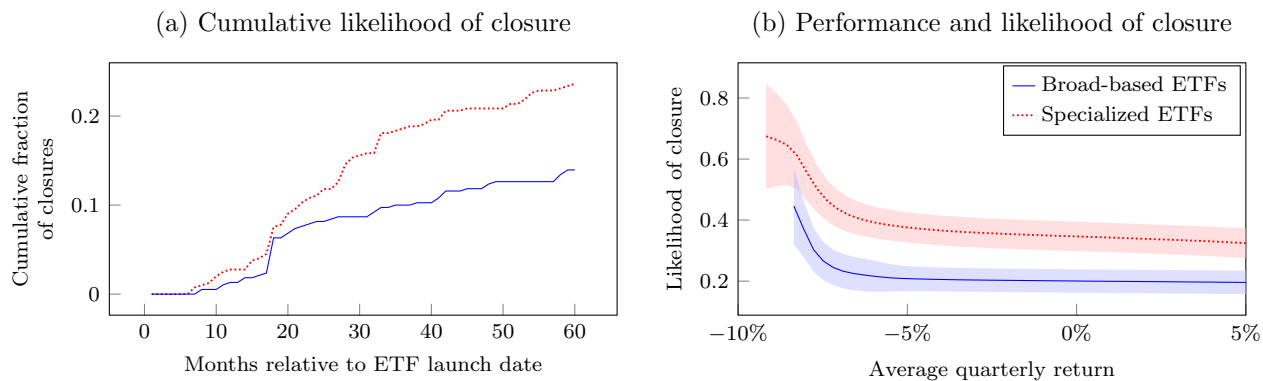 (a) Cumulative likelihood of closure
Cumulative fraction
of closures
0.2
0.1
0
0
10
20
30
40
50
60
Months relative to ETF launch date
(b) Performance and likelihood of closure
Likelihood of closure
0.8
0.6
0.4
0.2
Broad-based ETFs
Specialized ETFs
−10%
−5%
0%
5%
Average quarterly return